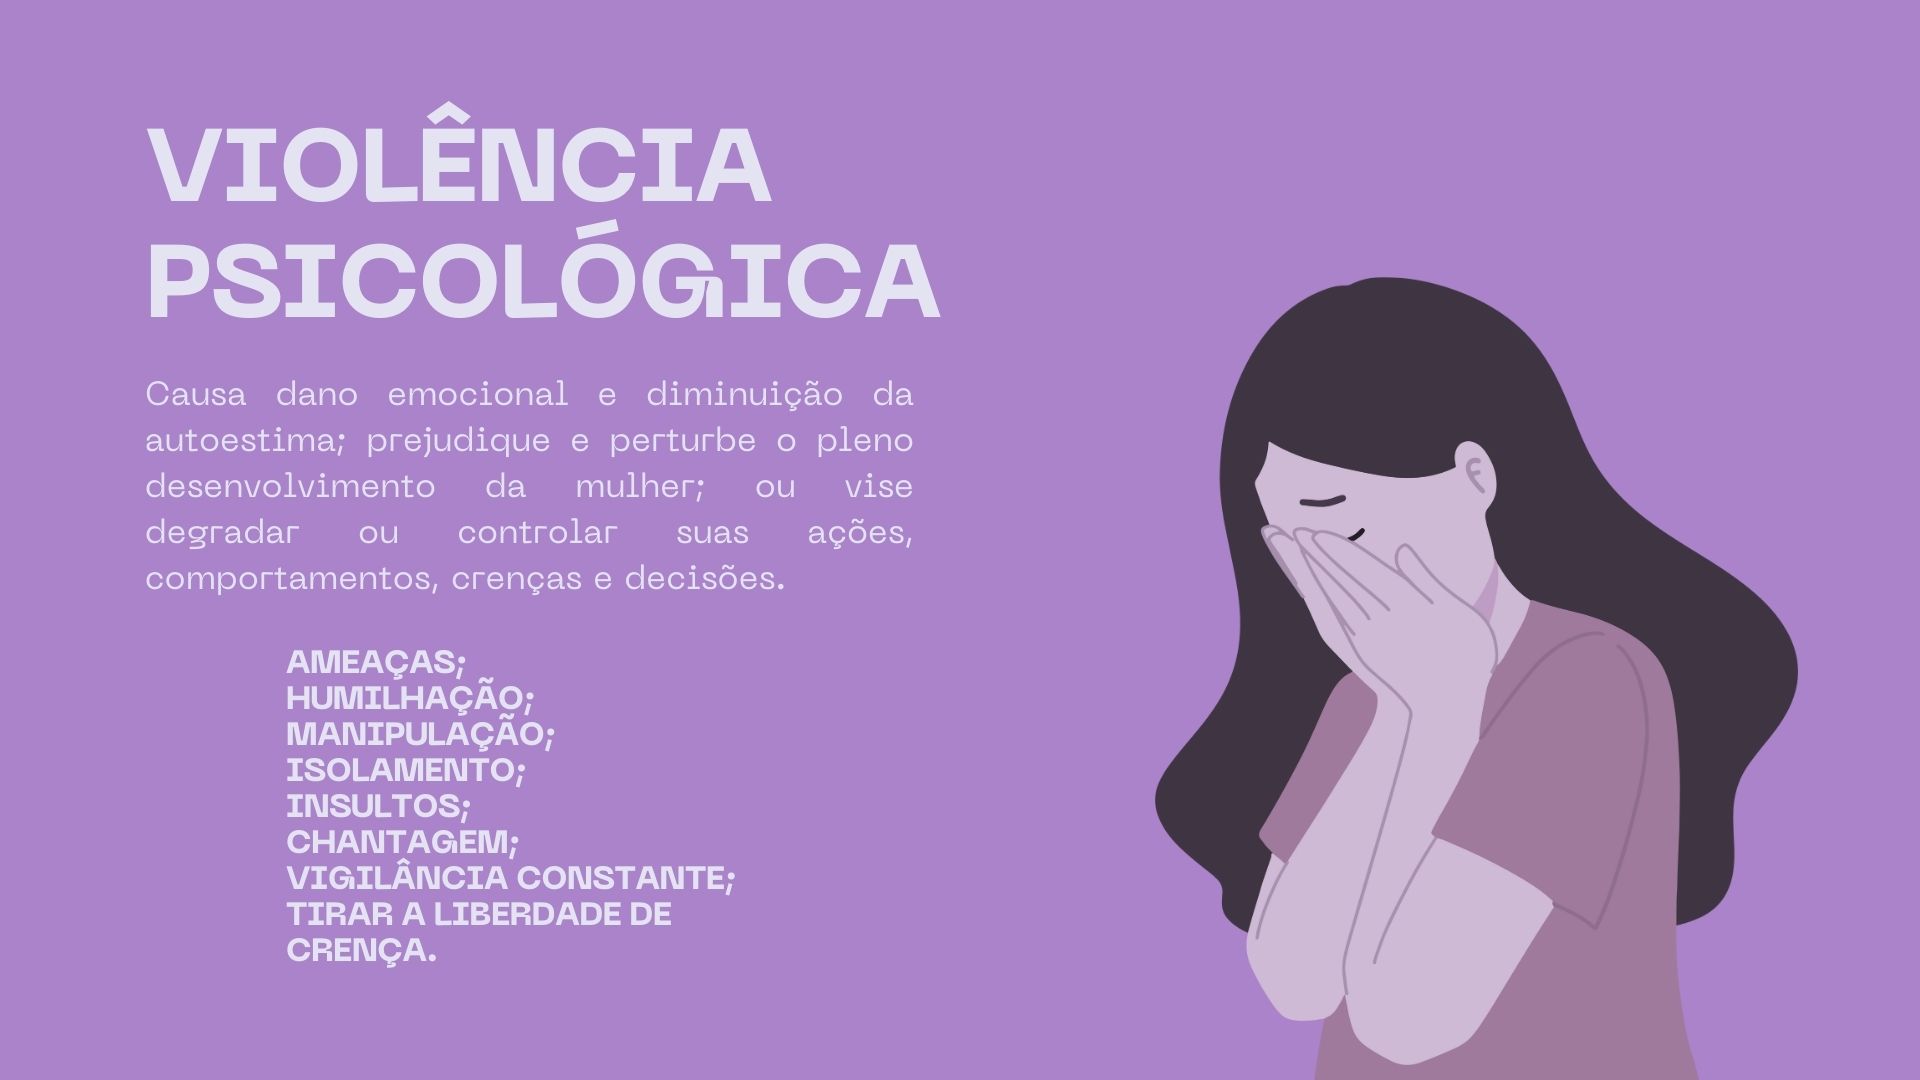 VIOLÊNCIA
PSICOLÓGICA
Causa dano emocional e diminuição da
autoestima; prejudique e perturbe o pleno
desenvolvimento da mulher; ou vise
degradar ou controlar suas ações,
comportamentos, crenças e decisões.
AMEAÇAS;
HUMILHAÇÃO;
MANIPULAÇÃO;
ISOLAMENTO;
INSULTOS;
CHANTAGEM;
VIGILÂNCIA CONSTANTE;
TIRAR A LIBERDADE DE
CRENÇA.